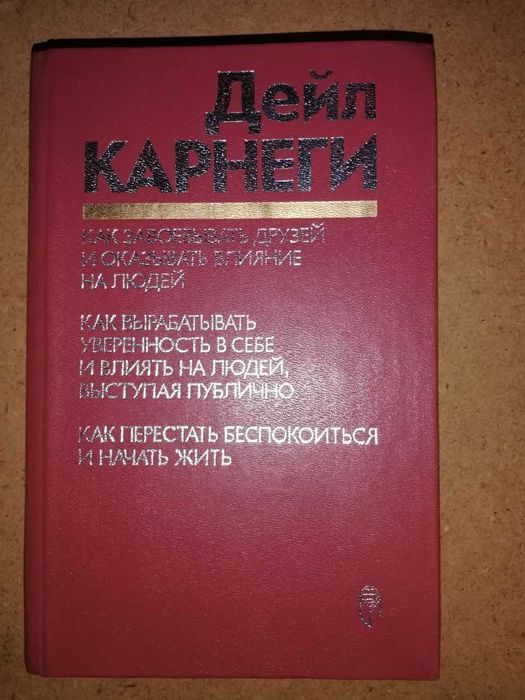 Дейл
КАРНЕГИ
КАК ЗАВОЕВЫВАТЬ ДРУЗЕЙ
И ОКАЗЫВАТЬ ВЛИЯНИЕ
НА ЛЮДЕЙ
КАК ВЫРАБАТЫВАТЬ
УВЕРЕННОСТЬ В СЕБЕ
И ВЛИЯТЬ НА ЛЮДЕЙ,
ВЫСТУПАЯ ПУБЛИЧНО
КАК ПЕРЕСТАТЬ БЕСПОКОИТЬСЯ
И НАЧАТЬ ЖИТЬ